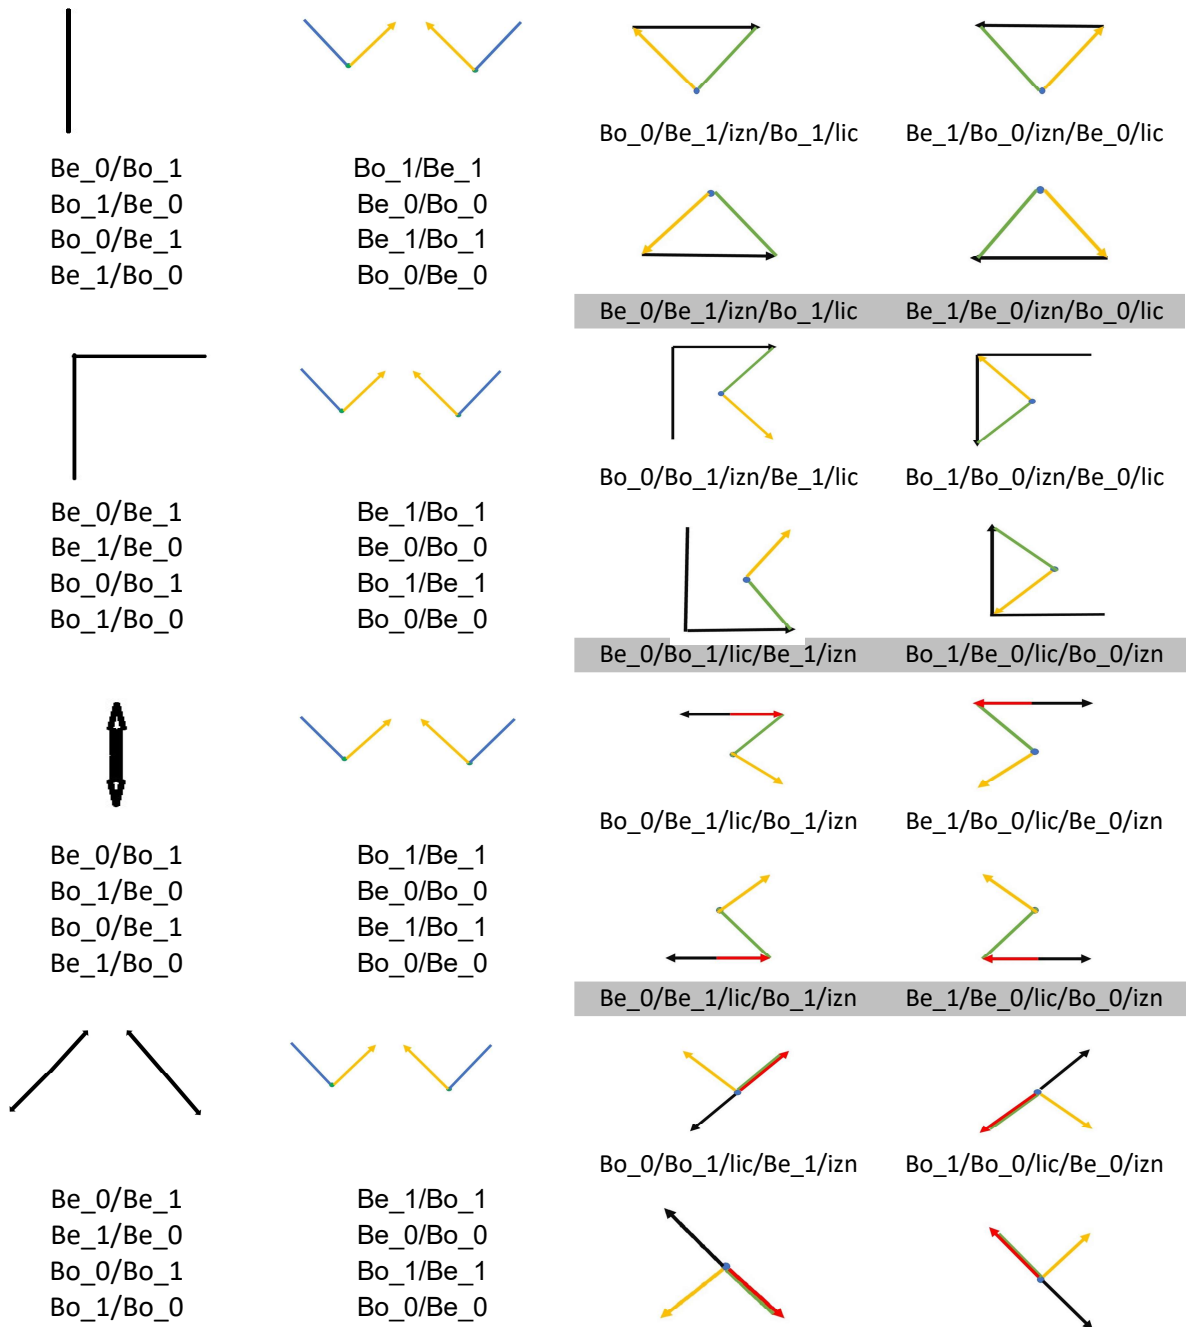 Bo_0/Be_1/izn/Bo_1/lic Be_1/Bo_0/izn/Be_0/lic
Be_0/Bo_1 Bo_1/Be_1
Bo_1/Be_0 Be_0/Bo_0
Bo_0/Be_1 Be_1/Bo_1
Be_1/Bo_0 Bo_0/Be_0
Be_0/Be_1/izn/Bo_1/lic Be_1/Be_0/izn/Bo_0/lic
Bo_0/Bo_1/izn/Be_1/lic Bo_1/Bo_0/izn/Be_0/lic
Be_0/Be_1 Be_1/Bo_1
Be_1/Be_0 Be_0/Bo_0
Bo_0/Bo_1 Bo_1/Be_1
Bo_1/Bo_0 Bo_0/Be_0
Be_0/Bo_1/lic/Be_1/izn Bo_1/Be_0/lic/Bo_0/izn
Bo_0/Be_1/lic/Bo_1/izn Be_1/Bo_0/lic/Be_0/izn
Be_0/Bo_1 Bo_1/Be_1
Bo_1/Be_0 Be_0/Bo_0
Bo_0/Be_1 Be_1/Bo_1
Be_1/Bo_0 Bo_0/Be_0
Be_0/Be_1/lic/Bo_1/izn Be_1/Be_0/lic/Bo_0/izn
Bo_0/Bo_1/lic/Be_1/izn Bo_1/Bo_0/lic/Be_0/izn
Be_0/Be_1 Be_1/Bo_1
Be_1/Be_0 Be_0/Bo_0
Bo_0/Bo_1 Bo_1/Be_1
Bo_1/Bo_0 Bo_0/Be_0